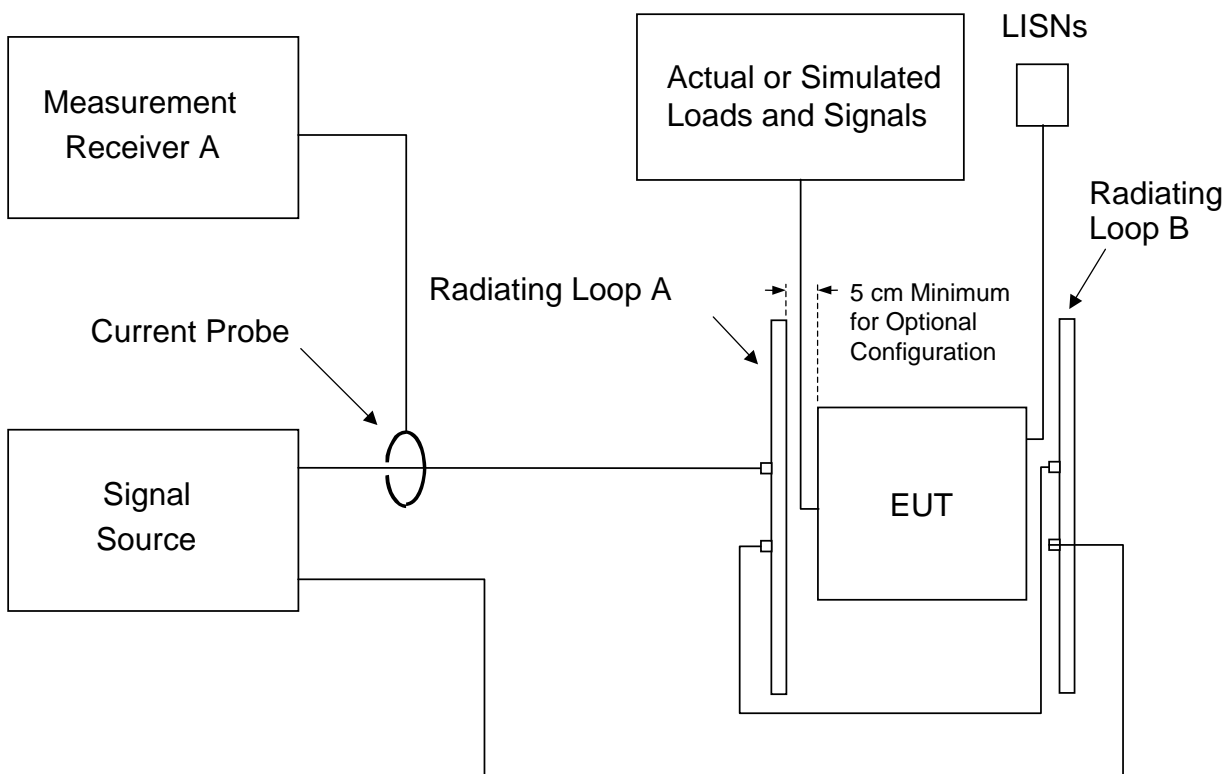 LISNs
Measurement
Receiver A
Actual or Simulated
Loads and Signals
Radiating
Loop B
Radiating Loop A
5 cm Minimum
for Optional
Configuration
Current Probe
Signal
Source
EUT